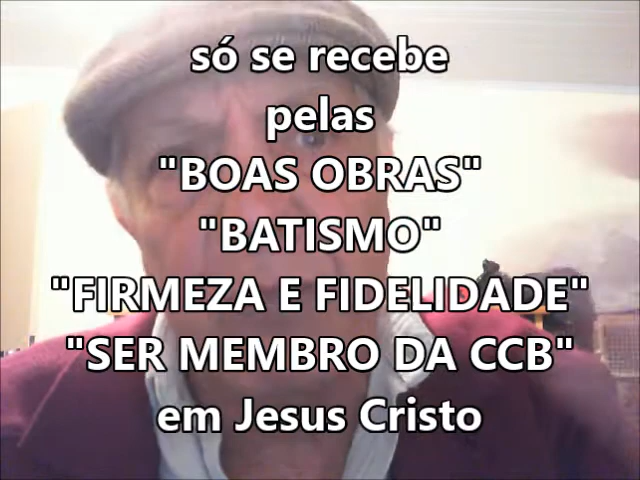 só se recebe
pelas
"BOAS OBRAS"
"BATISMO"
"FIRMEZA E FIDELIDADE"
"SER MEMBRO DA CCB"
em Jesus Cristo